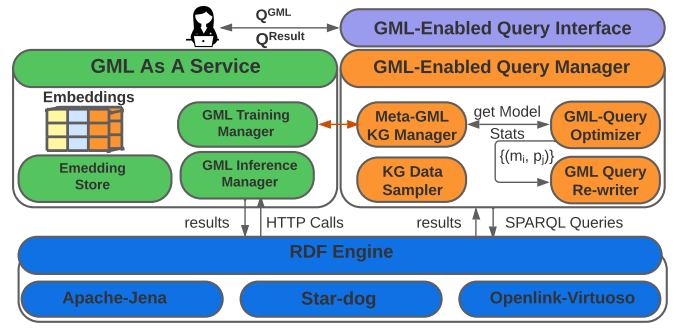 Q^GML
Q^Result
GML-Enabled Query Interface
GML As A Service
GML-Enabled Query Manager
Embeddings
GML Training
Manager
Meta-GML
KG Manager
get Model
Stats
GML-Query
Optimizer
Emedding
Store
GML Inference
Manager
KG Data
Sampler
{(m_i, p_j)}
GML Query
Re-writer
results
HTTP Calls
results
SPARQL Queries
RDF Engine
Apache-Jena
Star-dog
Openlink-Virtuoso